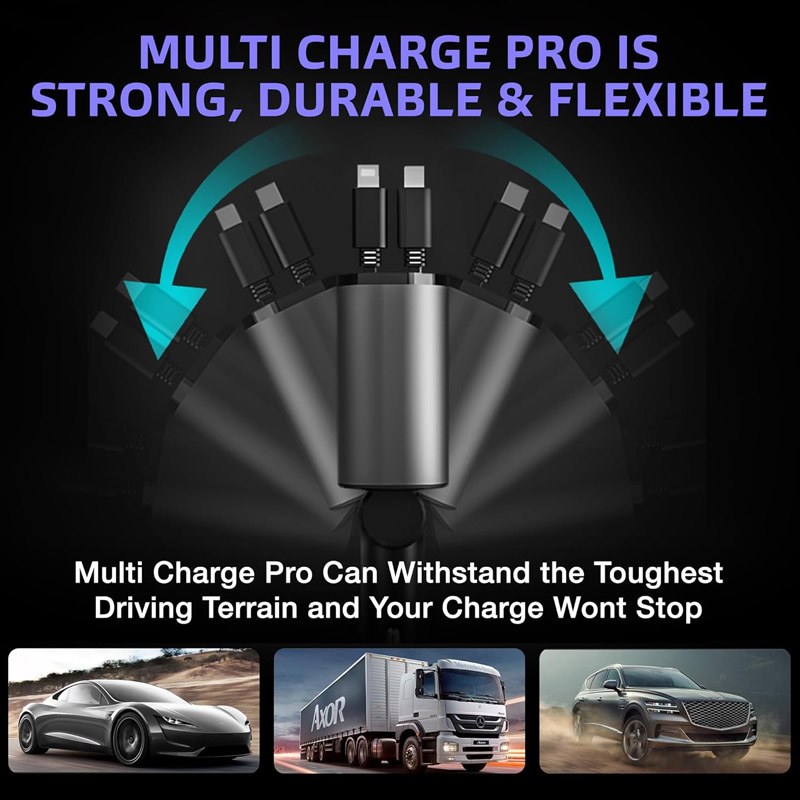 MULTI CHARGE PRO IS
STRONG, DURABLE & FLEXIBLE
Multi Charge Pro Can Withstand the Toughest
Driving Terrain and Your Charge Wont Stop
AXOR